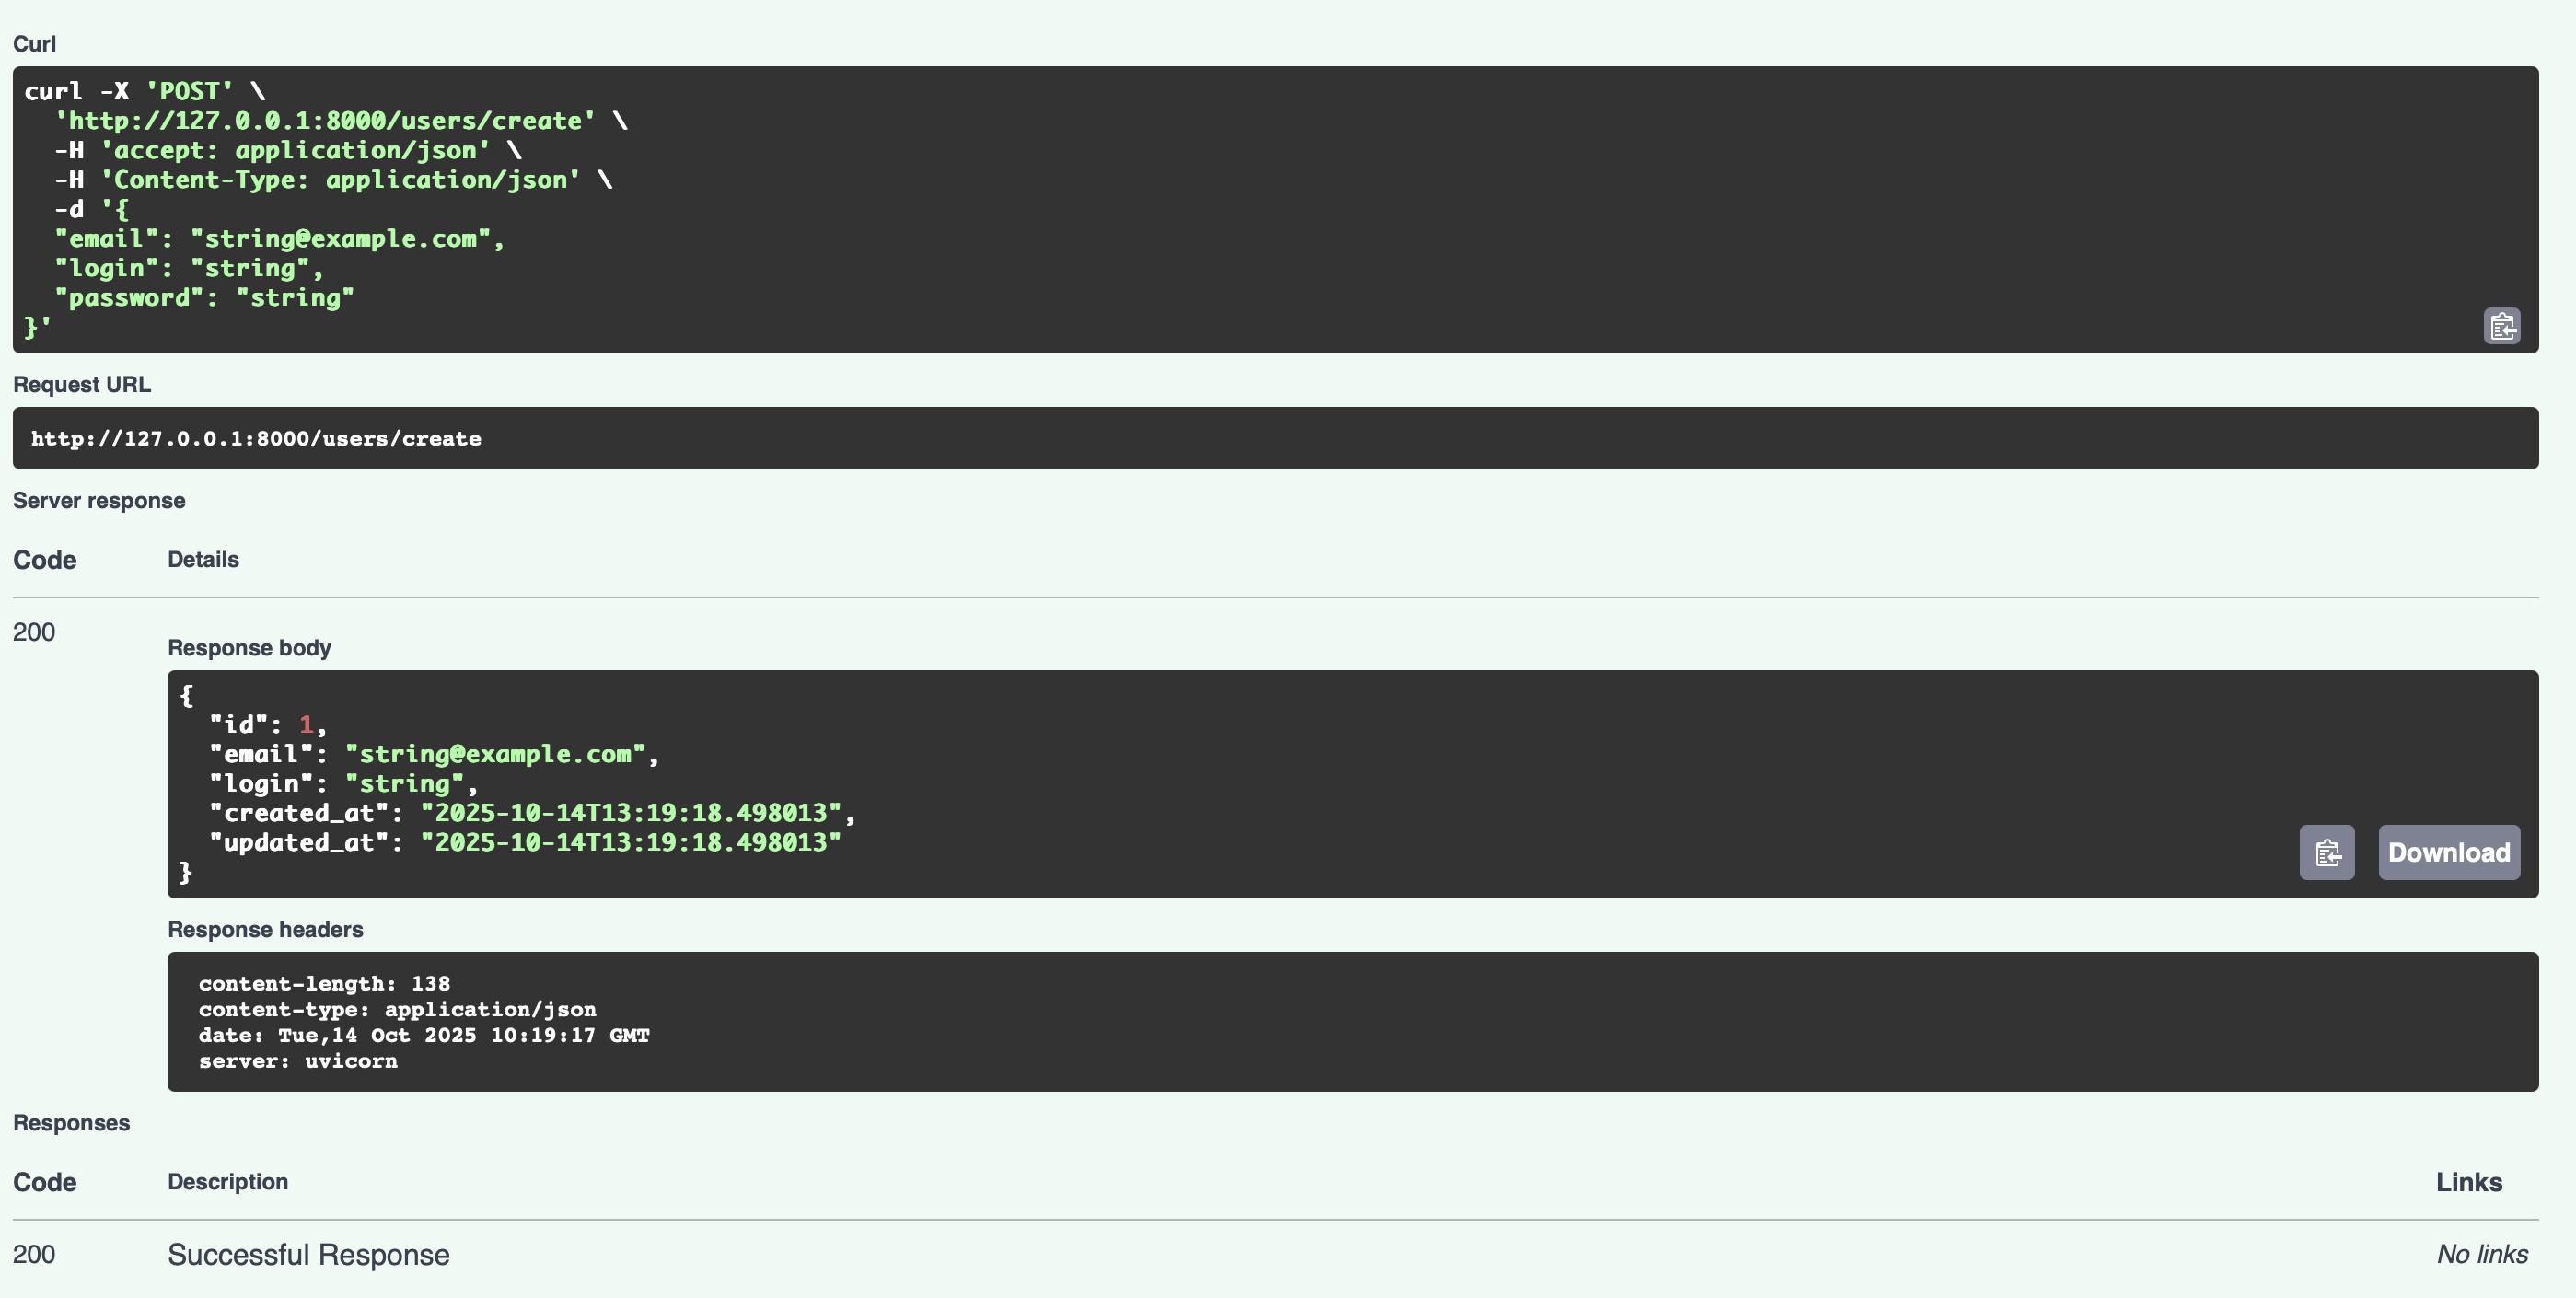 Curl
curl -X 'POST' \
  'http://127.0.0.1:8000/users/create' \
  -H 'accept: application/json' \
  -H 'Content-Type: application/json' \
  -d '{
  "email": "string@example.com",
  "login": "string",
  "password": "string"
}'
Request URL
http://127.0.0.1:8000/users/create
Server response
Code Details
200
Response body
{
  "id": 1,
  "email": "string@example.com",
  "login": "string",
  "created_at": "2025-10-14T13:19:18.498013",
  "updated_at": "2025-10-14T13:19:18.498013"
}
Download
Response headers
content-length: 138
content-type: application/json
date: Tue,14 Oct 2025 10:19:17 GMT
server: uvicorn
Responses
Code Description Links
200 Successful Response No links